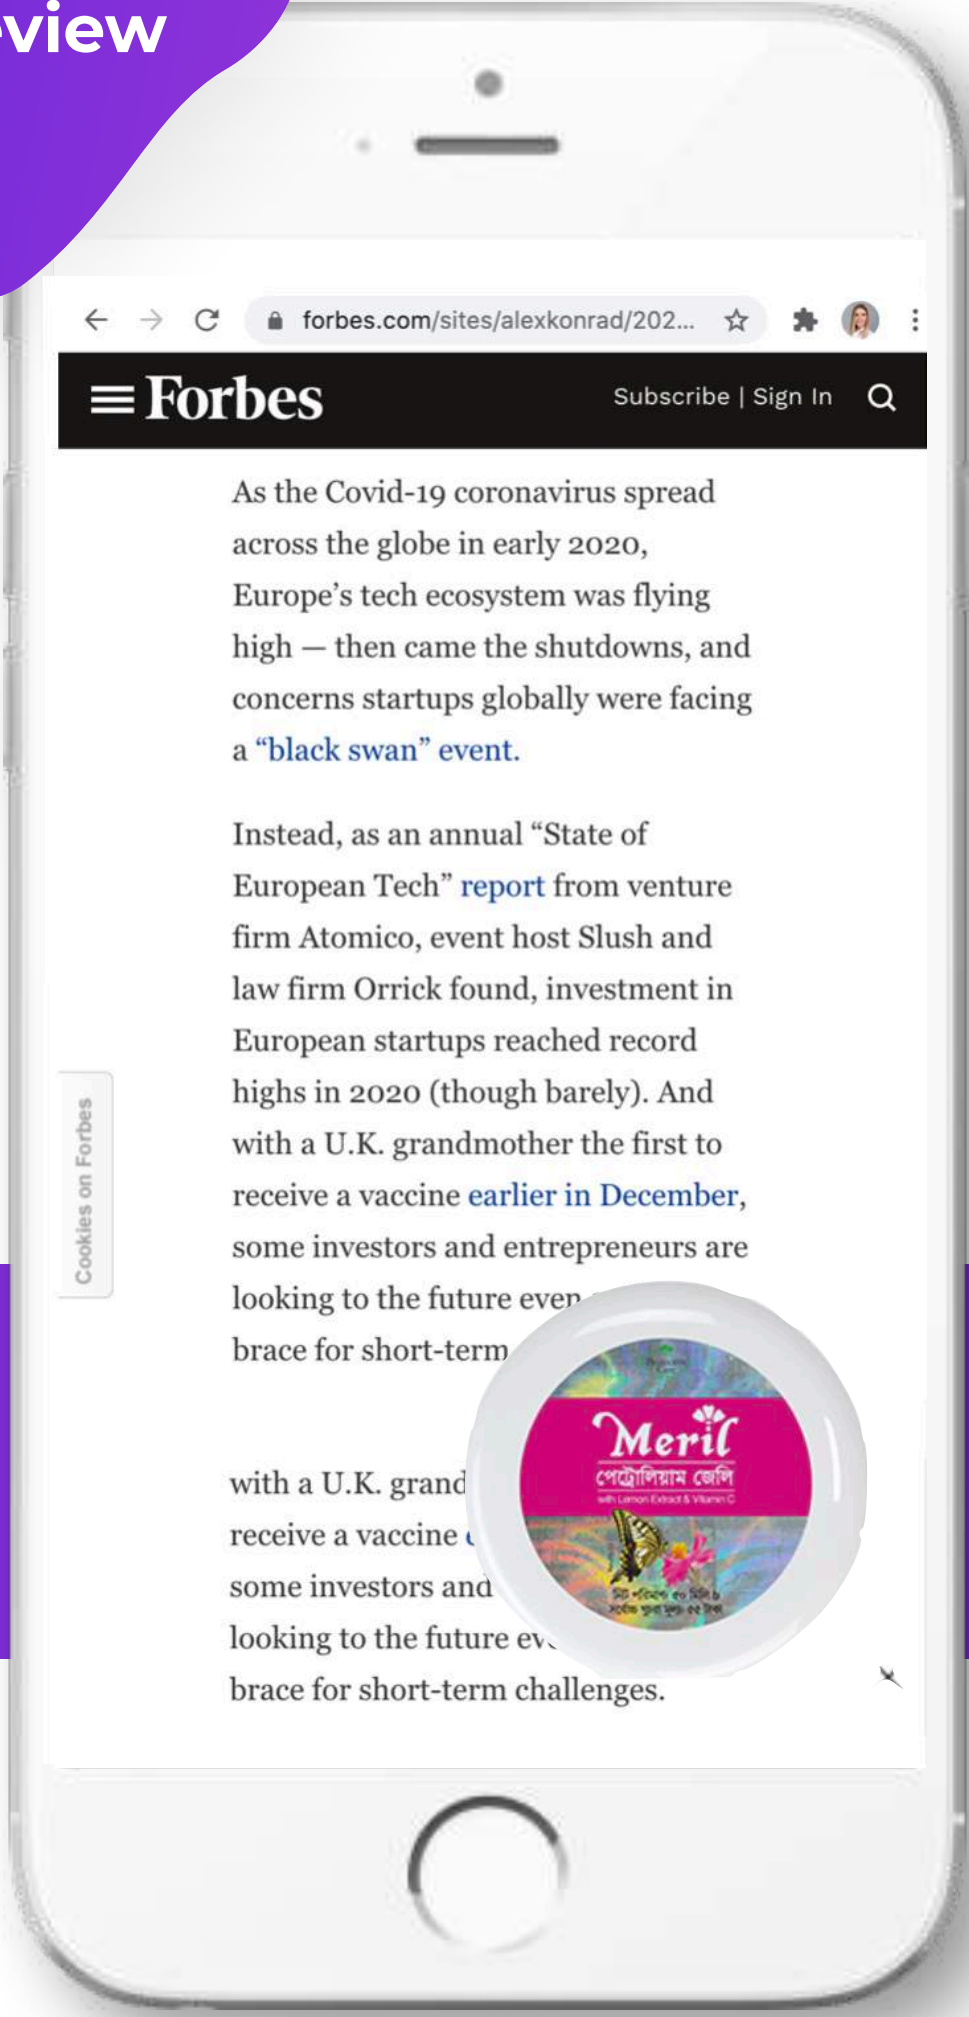 eview
forbes.com/sites/alexkonrad/202...
Forbes
Subscribe | Sign In
As the Covid-19 coronavirus spread
across the globe in early 2020,
Europe's tech ecosystem was flying
high — then came the shutdowns, and
concerns startups globally were facing
a “black swan” event.
Instead, as an annual “State of
European Tech” report from venture
firm Atomico, event host Slush and
law firm Orrick found, investment in
European startups reached record
highs in 2020 (though barely). And
with a U.K. grandmother the first to
receive a vaccine earlier in December,
some investors and entrepreneurs are
looking to the future even
brace for short-term
Cookies on Forbes
with a U.K. grand
receive a vaccine
some investors and
looking to the future eve
brace for short-term challenges.
Meril
পেট্রোলিয়াম জেলি
with Lemon Extract & Vitamin C